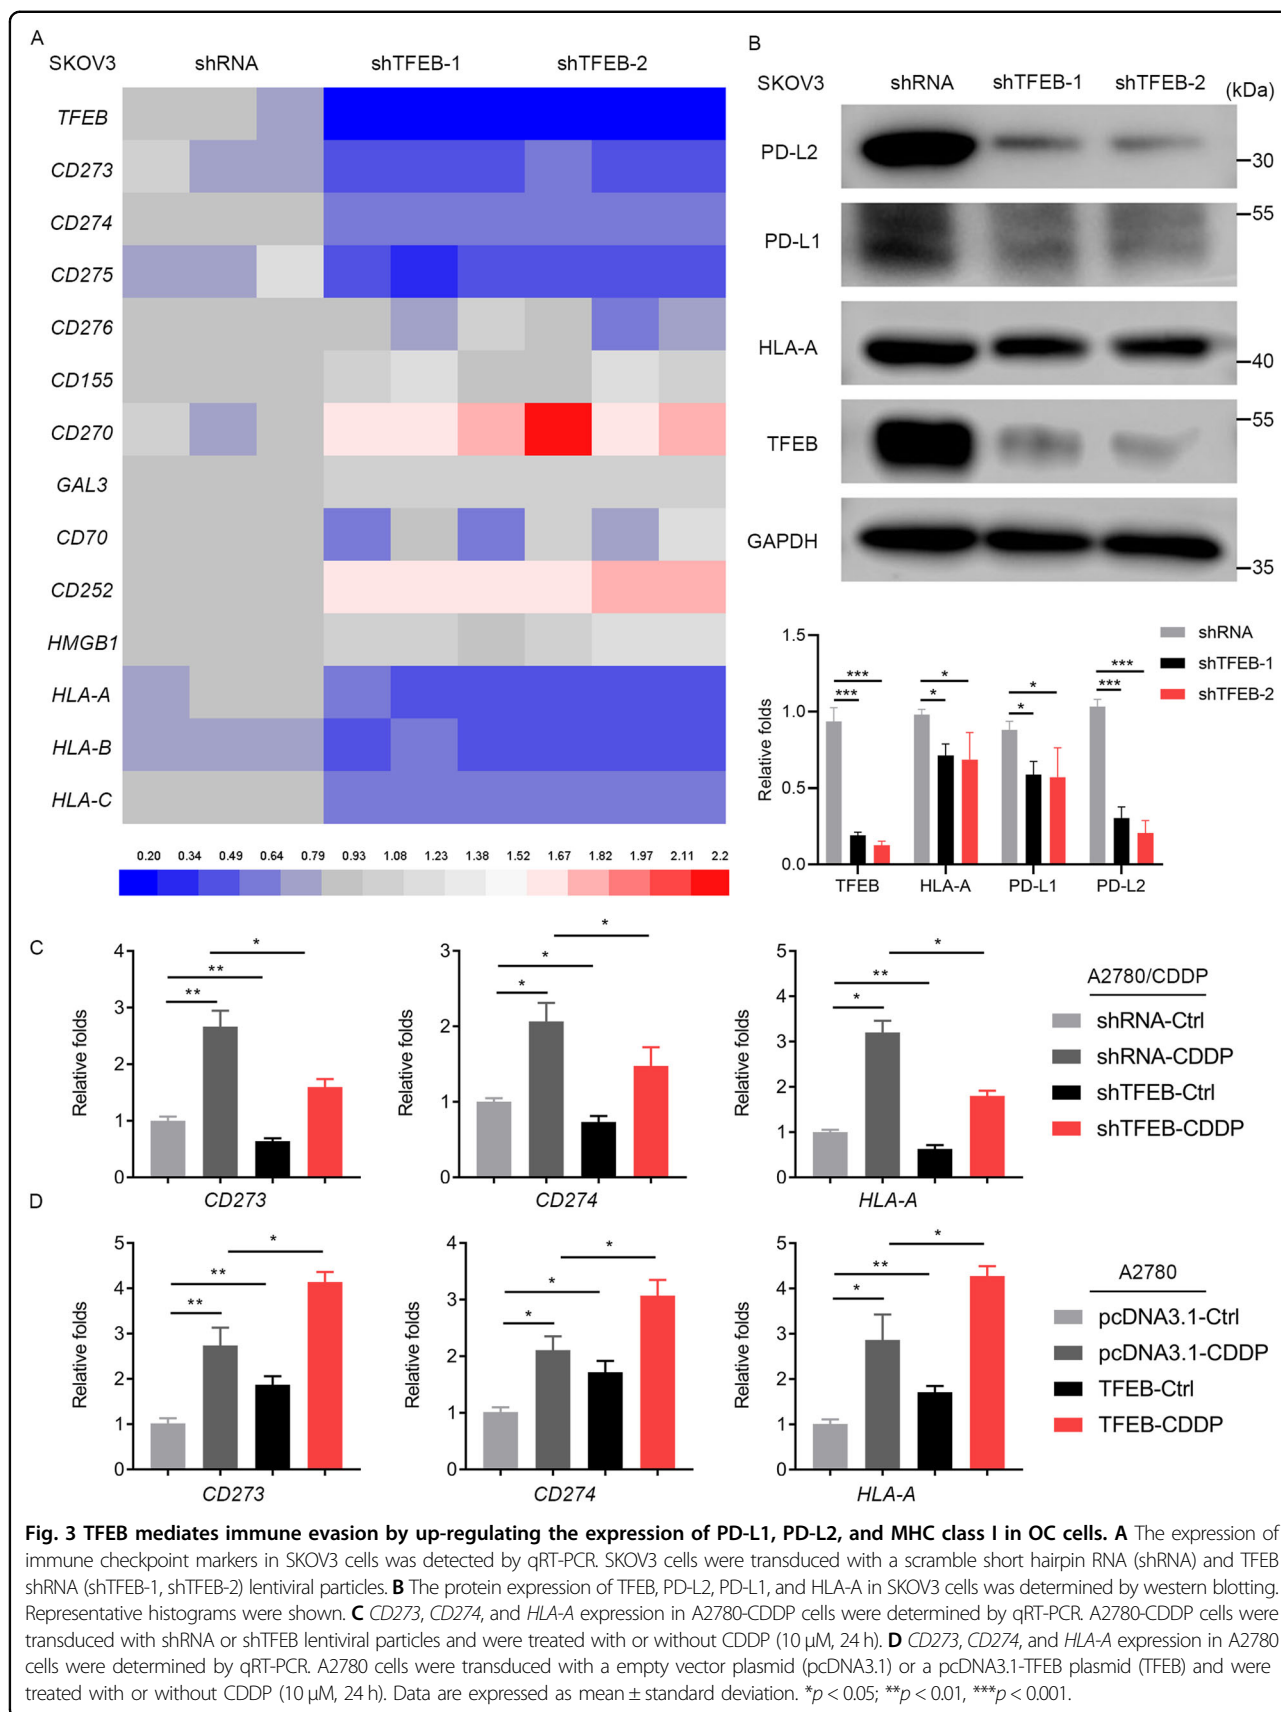 A
SKOV3 shRNA shTFEB-1 shTFEB-2
TFEB
CD273
CD274
CD275
CD276
CD155
CD270
GAL3
CD70
CD252
HMGB1
HLA-A
HLA-B
HLA-C
0.20 0.34 0.49 0.64 0.79 0.93 1.08 1.23 1.38 1.52 1.67 1.82 1.97 2.11 2.2
B
SKOV3 shRNA shTFEB-1 shTFEB-2 (kDa)
PD-L2 30
55
PD-L1
HLA-A 40
TFEB 55
GAPDH 35
Relative folds
1.5
1.0
0.5
0.0
*** *** * * * * *** ***
TFEB HLA-A PD-L1 PD-L2
shRNA
shTFEB-1
shTFEB-2
C
Relative folds
4
3
2
1
0
*
**
**
CD273
Relative folds
3
2
1
0
*
*
*
CD274
Relative folds
5
4
3
2
1
0
*
**
*
HLA-A
A2780/CDDP
shRNA-Ctrl
shRNA-CDDP
shTFEB-Ctrl
shTFEB-CDDP
D
Relative folds
5
4
3
2
1
0
*
**
**
CD273
Relative folds
4
3
2
1
0
*
*
*
CD274
Relative folds
5
4
3
2
1
0
*
**
*
HLA-A
A2780
pcDNA3.1-Ctrl
pcDNA3.1-CDDP
TFEB-Ctrl
TFEB-CDDP
Fig. 3 TFEB mediates immune evasion by up-regulating the expression of PD-L1, PD-L2, and MHC class I in OC cells. A The expression of
immune checkpoint markers in SKOV3 cells was detected by qRT-PCR. SKOV3 cells were transduced with a scramble short hairpin RNA (shRNA) and TFEB
shRNA (shTFEB-1, shTFEB-2) lentiviral particles. B The protein expression of TFEB, PD-L2, PD-L1, and HLA-A in SKOV3 cells was determined by western blotting.
Representative histograms were shown. C CD273, CD274, and HLA-A expression in A2780-CDDP cells were determined by qRT-PCR. A2780-CDDP cells were
transduced with shRNA or shTFEB lentiviral particles and were treated with or without CDDP (10 μM, 24 h). D CD273, CD274, and HLA-A expression in A2780
cells were determined by qRT-PCR. A2780 cells were transduced with a empty vector plasmid (pcDNA3.1) or a pcDNA3.1-TFEB plasmid (TFEB) and were
treated with or without CDDP (10 μM, 24 h). Data are expressed as mean ± standard deviation. *p < 0.05; **p < 0.01, ***p < 0.001.